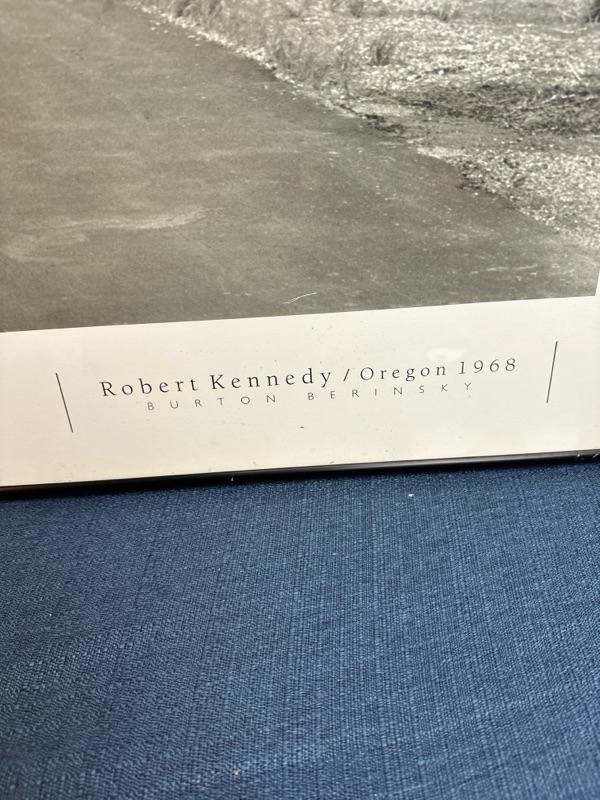 Robert Kennedy / Oregon 1968
BURTON BERINSKY